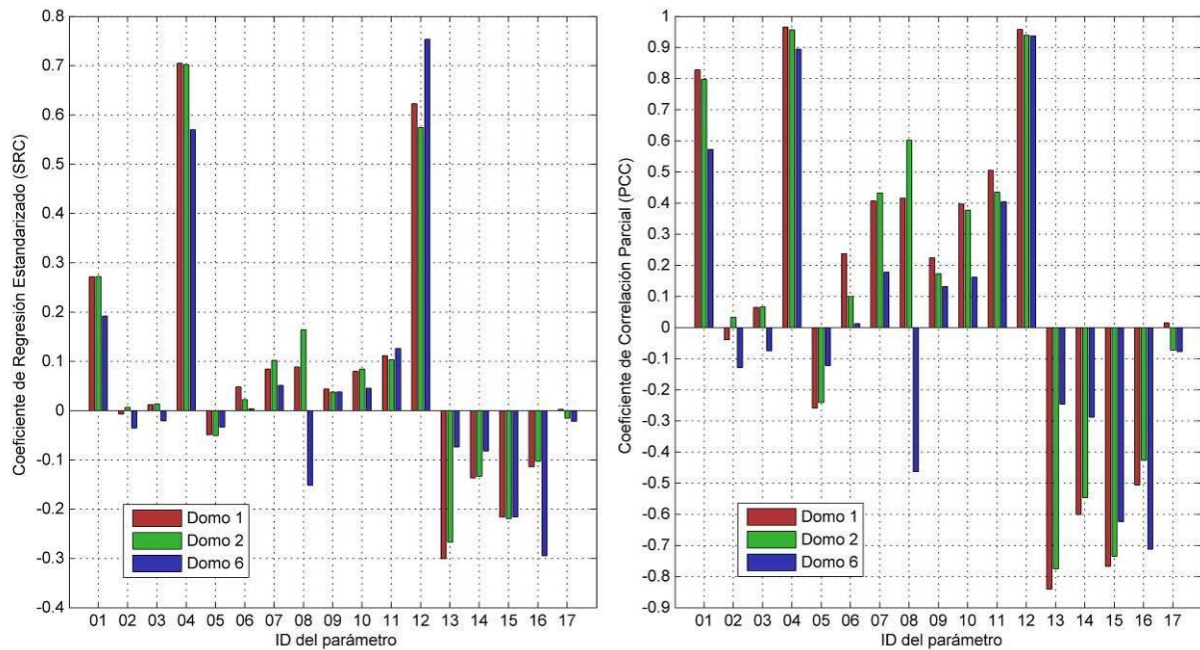 0.8
0.7
0.6
0.5
0.4
0.3
0.2
0.1
0
-0.1
-0.2
-0.3
-0.4
Coeficiente de Regresión Estandarizado (SRC)
Domo 1
Domo 2
Domo 6
01 02 03 04 05 06 07 08 09 10 11 12 13 14 15 16 17
ID del parámetro
1
0.9
0.8
0.7
0.6
0.5
0.4
0.3
0.2
0.1
0
-0.1
-0.2
-0.3
-0.4
-0.5
-0.6
-0.7
-0.8
-0.9
Coeficiente de Correlación Parcial (PCC)
Domo 1
Domo 2
Domo 6
01 02 03 04 05 06 07 08 09 10 11 12 13 14 15 16 17
ID del parámetro